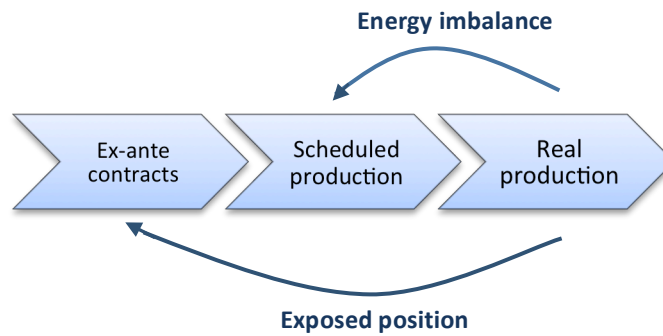 Energy imbalance
Ex-ante
contracts
Scheduled
production
Real
production
Exposed position